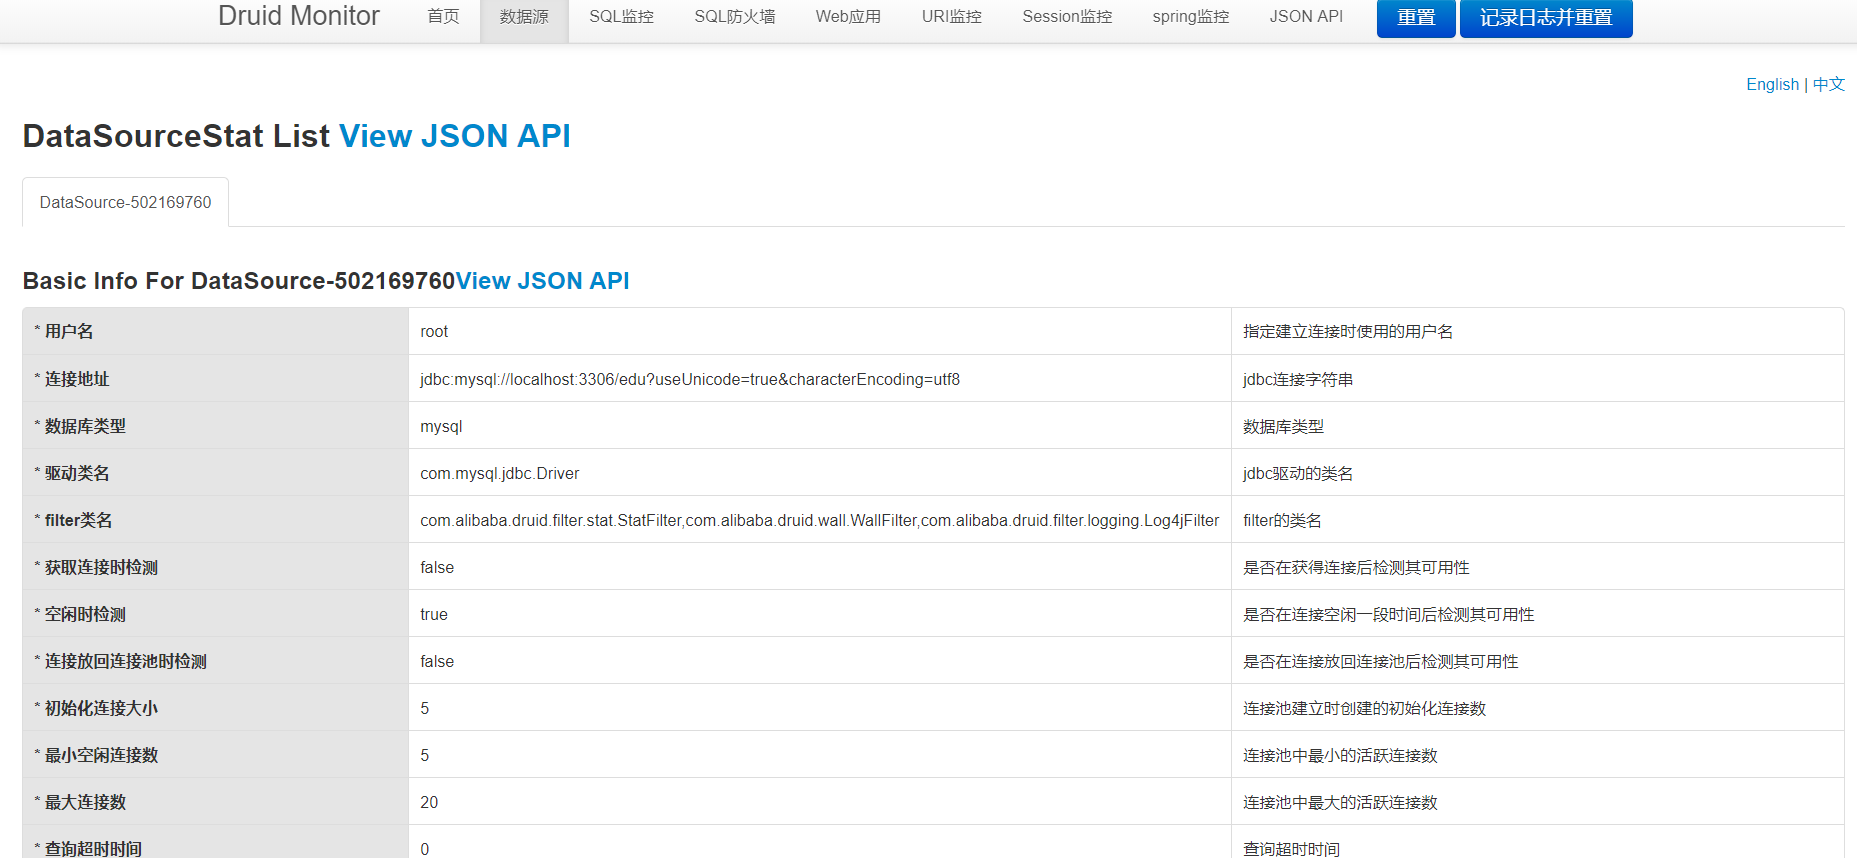 Druid Monitor 首页 数据源 SQL监控 SQL防火墙 Web应用 URI监控 Session监控 spring监控 JSON API 重置 记录日志并重置
English | 中文
DataSourceStat List View JSON API
DataSource-502169760
Basic Info For DataSource-502169760View JSON API
* 用户名 root 指定建立连接时使用的用户名
* 连接地址 jdbc:mysql://localhost:3306/edu?useUnicode=true&characterEncoding=utf8 jdbc连接字符串
* 数据库类型 mysql 数据库类型
* 驱动类名 com.mysql.jdbc.Driver jdbc驱动的类名
* filter类名 com.alibaba.druid.filter.stat.StatFilter,com.alibaba.druid.wall.WallFilter,com.alibaba.druid.filter.logging.Log4jFilter filter的类名
* 获取连接时检测 false 是否在获得连接后检测其可用性
* 空闲时检测 true 是否在连接空闲一段时间后检测其可用性
* 连接放回连接池时检测 false 是否在连接放回连接池后检测其可用性
* 初始化连接大小 5 连接池建立时创建的初始化连接数
* 最小空闲连接数 5 连接池中最小的活跃连接数
* 最大连接数 20 连接池中最大的活跃连接数
* 查询超时时间 0 查询超时时间